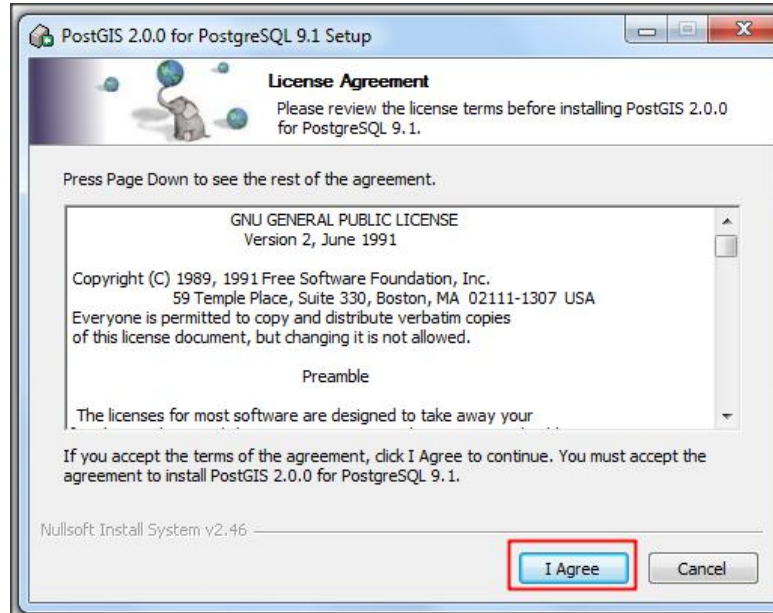 PostGIS 2.0.0 for PostgreSQL 9.1 Setup
License Agreement
Please review the license terms before installing PostGIS 2.0.0
for PostgreSQL 9.1.
Press Page Down to see the rest of the agreement.
GNU GENERAL PUBLIC LICENSE
Version 2, June 1991
Copyright (C) 1989, 1991 Free Software Foundation, Inc.
59 Temple Place, Suite 330, Boston, MA 02111-1307 USA
Everyone is permitted to copy and distribute verbatim copies
of this license document, but changing it is not allowed.
Preamble
The licenses for most software are designed to take away your
If you accept the terms of the agreement, click I Agree to continue. You must accept the
agreement to install PostGIS 2.0.0 for PostgreSQL 9.1.
Nullsoft Install System v2.46
I Agree Cancel